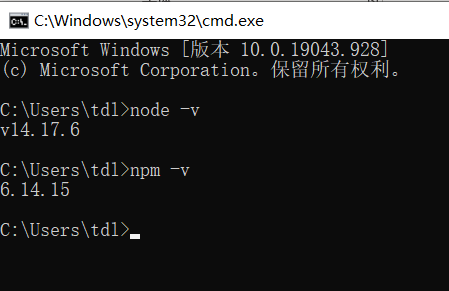 C:\Windows\system32\cmd.exe
Microsoft Windows [版本 10.0.19043.928]
(c) Microsoft Corporation。保留所有权利。
C:\Users\tdl>node -v
v14.17.6
C:\Users\tdl>npm -v
6.14.15
C:\Users\tdl>